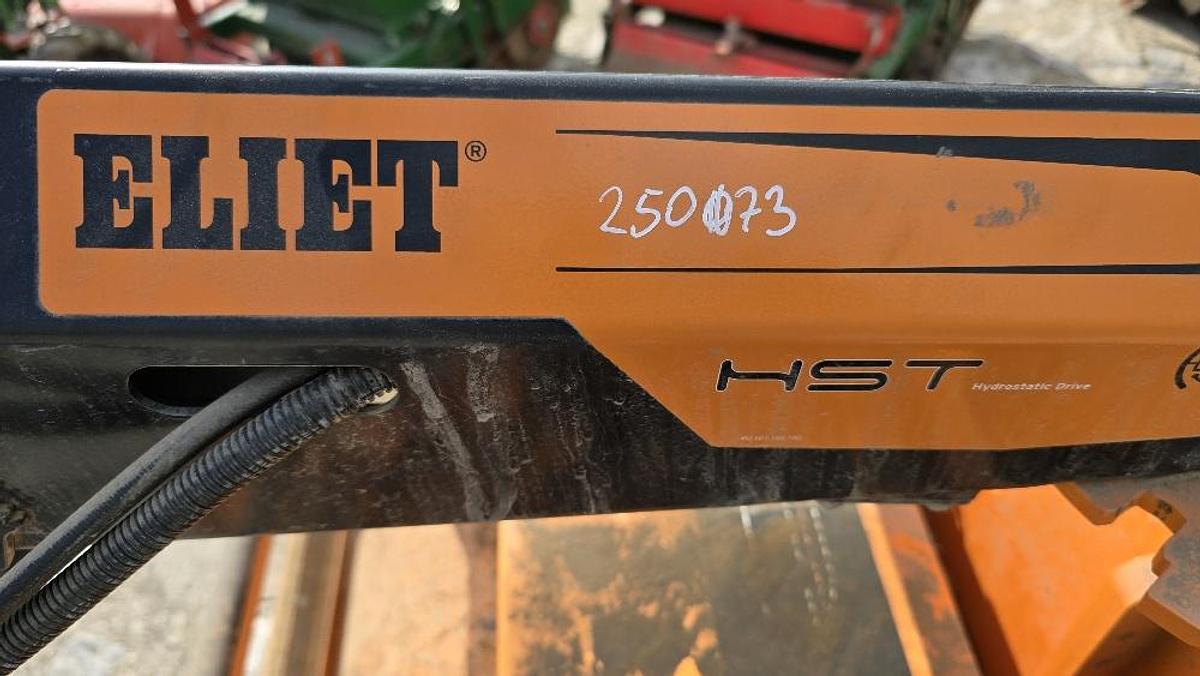 ELIET®
250073
HST
Hydrostatic Drive